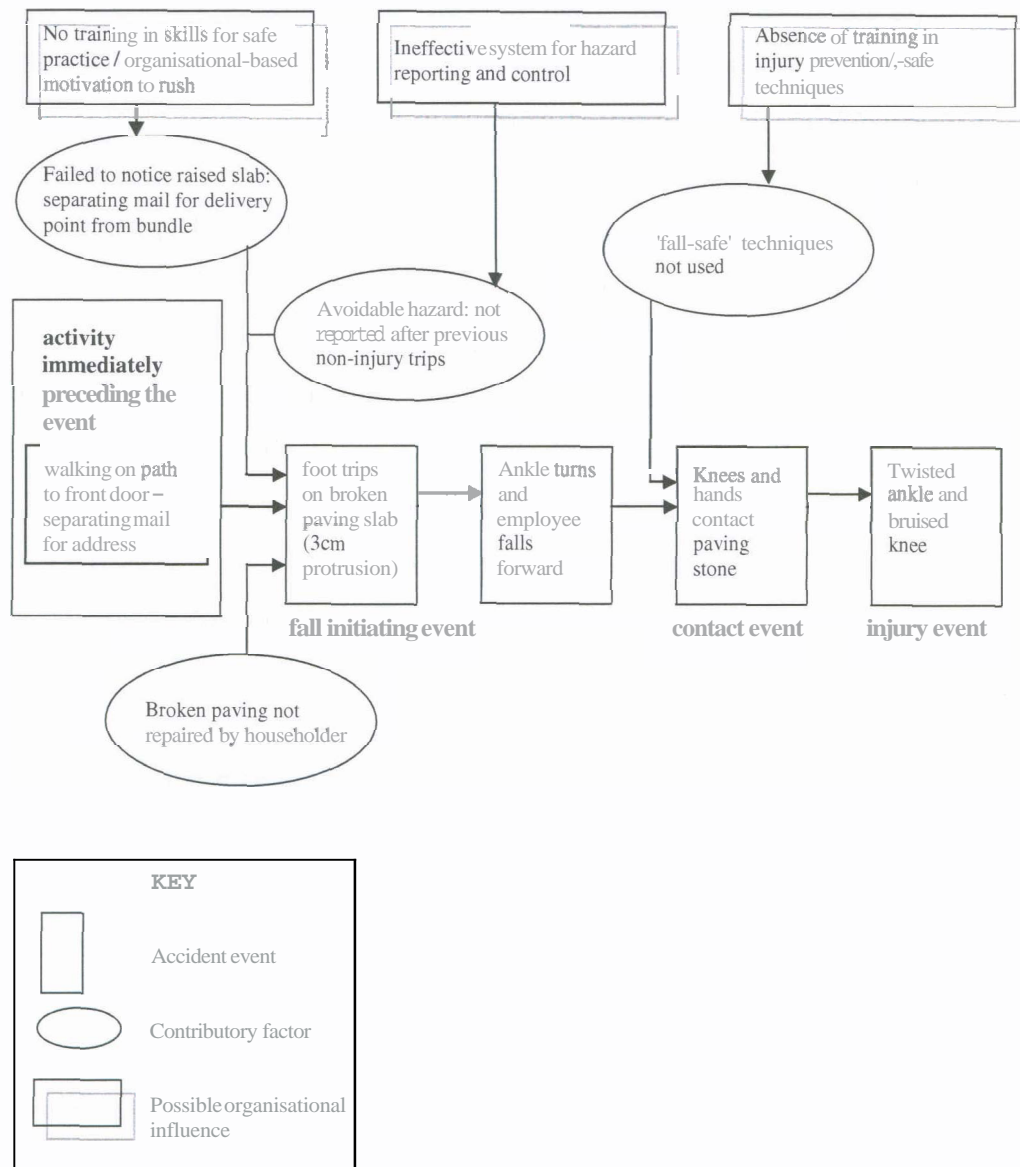 No training in skills for safe
practice / organisational-based
motivation to rush
Ineffective system for hazard
reporting and control
Absence of training in
injury prevention/,-safe
techniques
Failed to notice raised slab:
separating mail for delivery
point from bundle
'fall-safe' techniques
not used
Avoidable hazard: not
reported after previous
non-injury trips
activity
immediately
preceding the
event
walking on path
to front door –
separating mail
for address
foot trips
on broken
paving slab
(3cm
protrusion)
Ankle turns
and
employee
falls
forward
Knees and
hands
contact
paving
stone
Twisted
ankle and
bruised
knee
fall initiating event
contact event
injury event
Broken paving not
repaired by householder
KEY
Accident event
Contributory factor
Possible organisational
influence